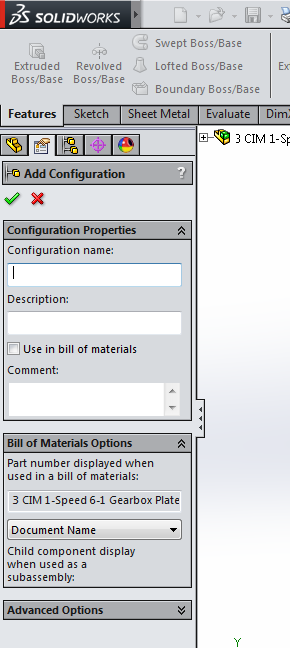 SOLIDWORKS
Extruded Boss/Base
Revolved Boss/Base
Swept Boss/Base
Lofted Boss/Base
Boundary Boss/Base
Features Sketch Sheet Metal Evaluate
3 CIM 1-Sp
Add Configuration ?
Configuration Properties
Configuration name:
Description:
Use in bill of materials
Comment:
Bill of Materials Options
Part number displayed when
used in a bill of materials:
3 CIM 1-Speed 6-1 Gearbox Plate
Document Name
Child component display
when used as a
subassembly:
Advanced Options
Y